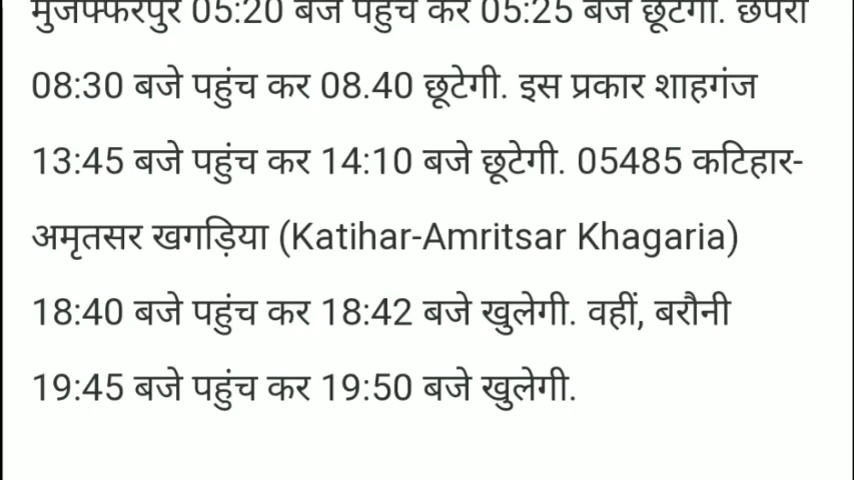 मुजफ्फरपुर 05:20 बजे पहुंच कर 05:25 बजे छूटेगी. छपरा
08:30 बजे पहुंच कर 08.40 छूटेगी. इस प्रकार शाहगंज
13:45 बजे पहुंच कर 14:10 बजे छूटेगी. 05485 कटिहार-
अमृतसर खगड़िया (Katihar-Amritsar Khagaria)
18:40 बजे पहुंच कर 18:42 बजे खुलेगी. वहीं, बरौनी
19:45 बजे पहुंच कर 19:50 बजे खुलेगी.